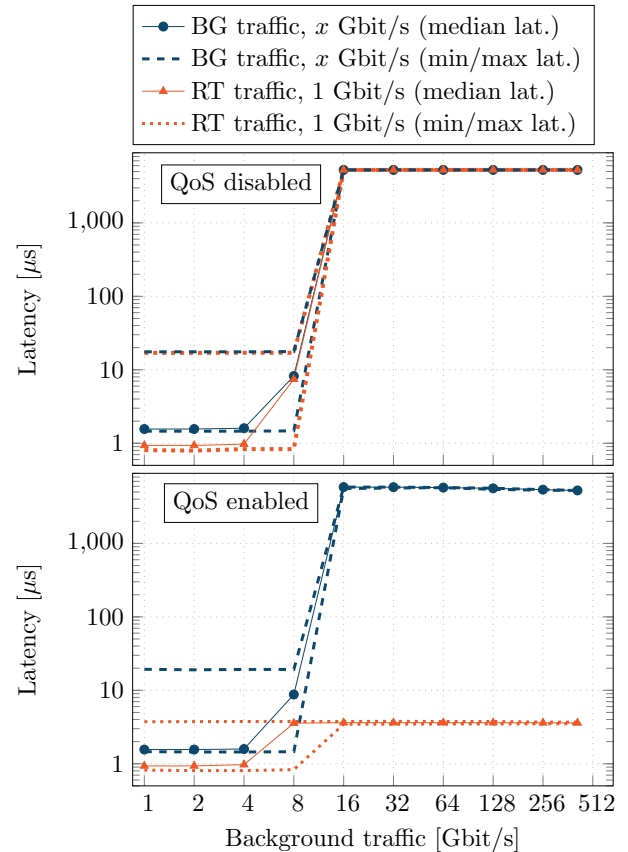 BG traffic, x Gbit/s (median lat.)
BG traffic, x Gbit/s (min/max lat.)
RT traffic, 1 Gbit/s (median lat.)
RT traffic, 1 Gbit/s (min/max lat.)
QoS disabled
1,000
100
10
1
Latency [μs]
QoS enabled
1,000
100
10
1
Latency [μs]
1 2 4 8 16 32 64 128 256 512
Background traffic [Gbit/s]